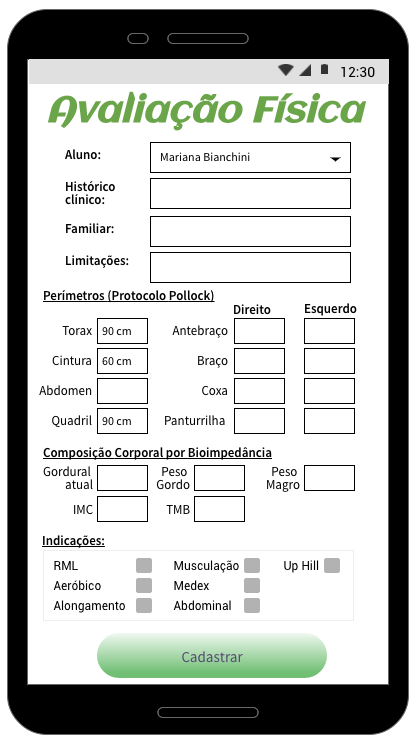 12:30
Avaliação Física
Aluno: Mariana Bianchini
Histórico
clínico:
Familiar:
Limitações:
Perímetros (Protocolo Pollock)
Direito Esquerdo
Torax 90 cm Antebraço
Cintura 60 cm Braço
Abdomen Coxa
Quadril 90 cm Panturrilha
Composição Corporal por Bioimpedância
Gordural Peso Peso
atual Gordo Magro
IMC TMB
Indicações:
RML Musculação Up Hill
Aeróbico Medex
Alongamento Abdominal
Cadastrar